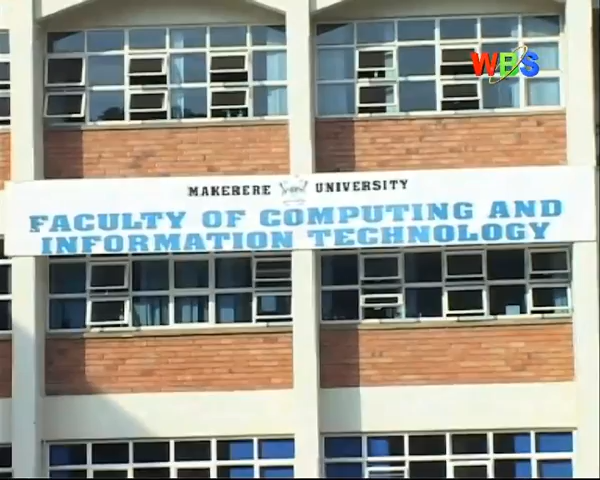 WBS
MAKERERE UNIVERSITY
FACULTY OF COMPUTING AND
INFORMATION TECHNOLOGY